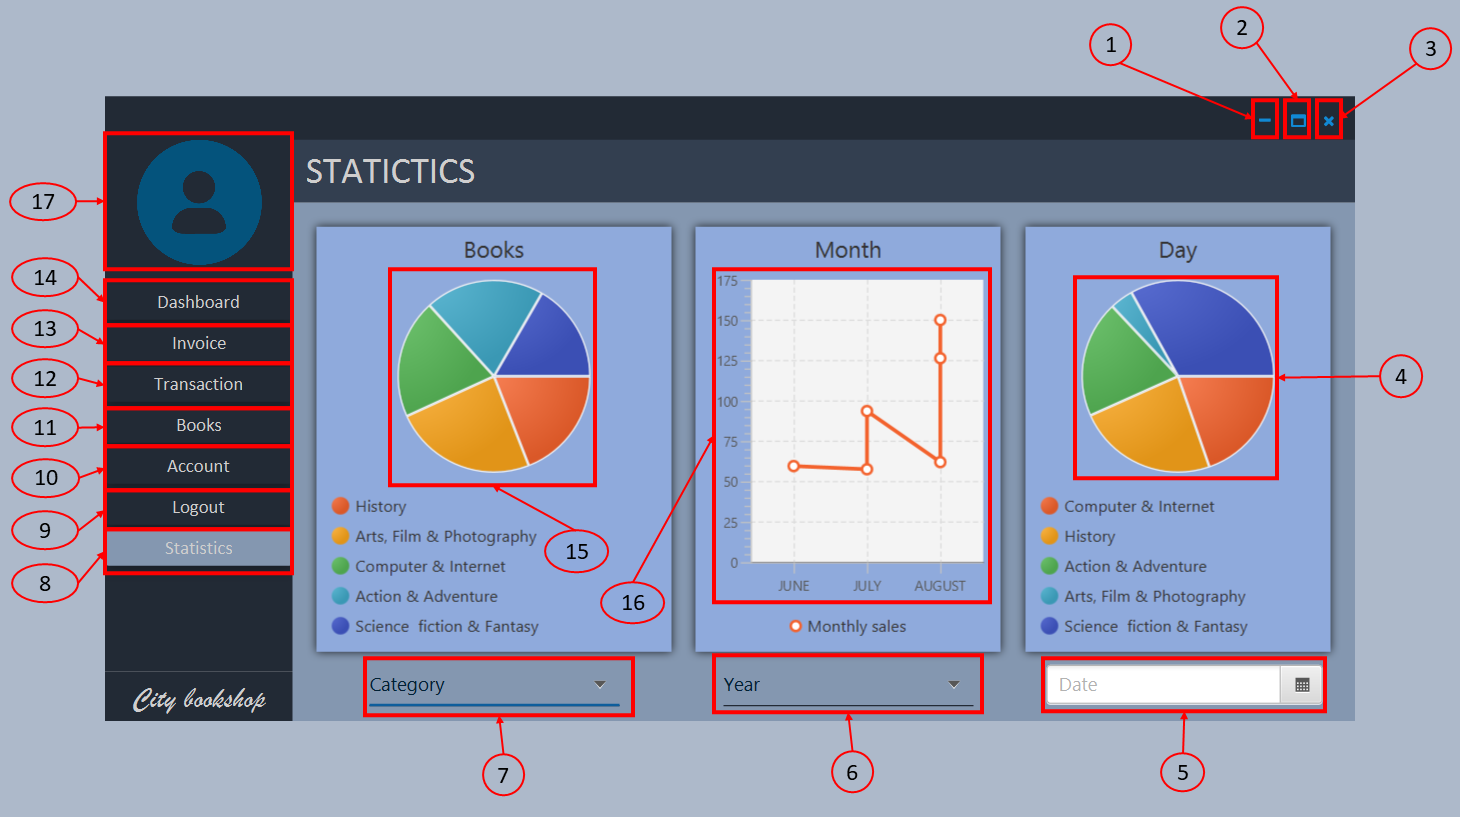 1
2
3
17
STATICTICS
14
Dashboard
13
Invoice
12
Transaction
11
Books
10
Account
9
Logout
8
Statistics
City bookshop
Books
15
History
Arts, Film & Photography
Computer & Internet
Action & Adventure
Science fiction & Fantasy
Category
7
Month
175
150
125
100
75
50
25
0
JUNE
JULY
AUGUST
16
Monthly sales
Year
6
Day
4
Computer & Internet
History
Action & Adventure
Arts, Film & Photography
Science fiction & Fantasy
Date
5